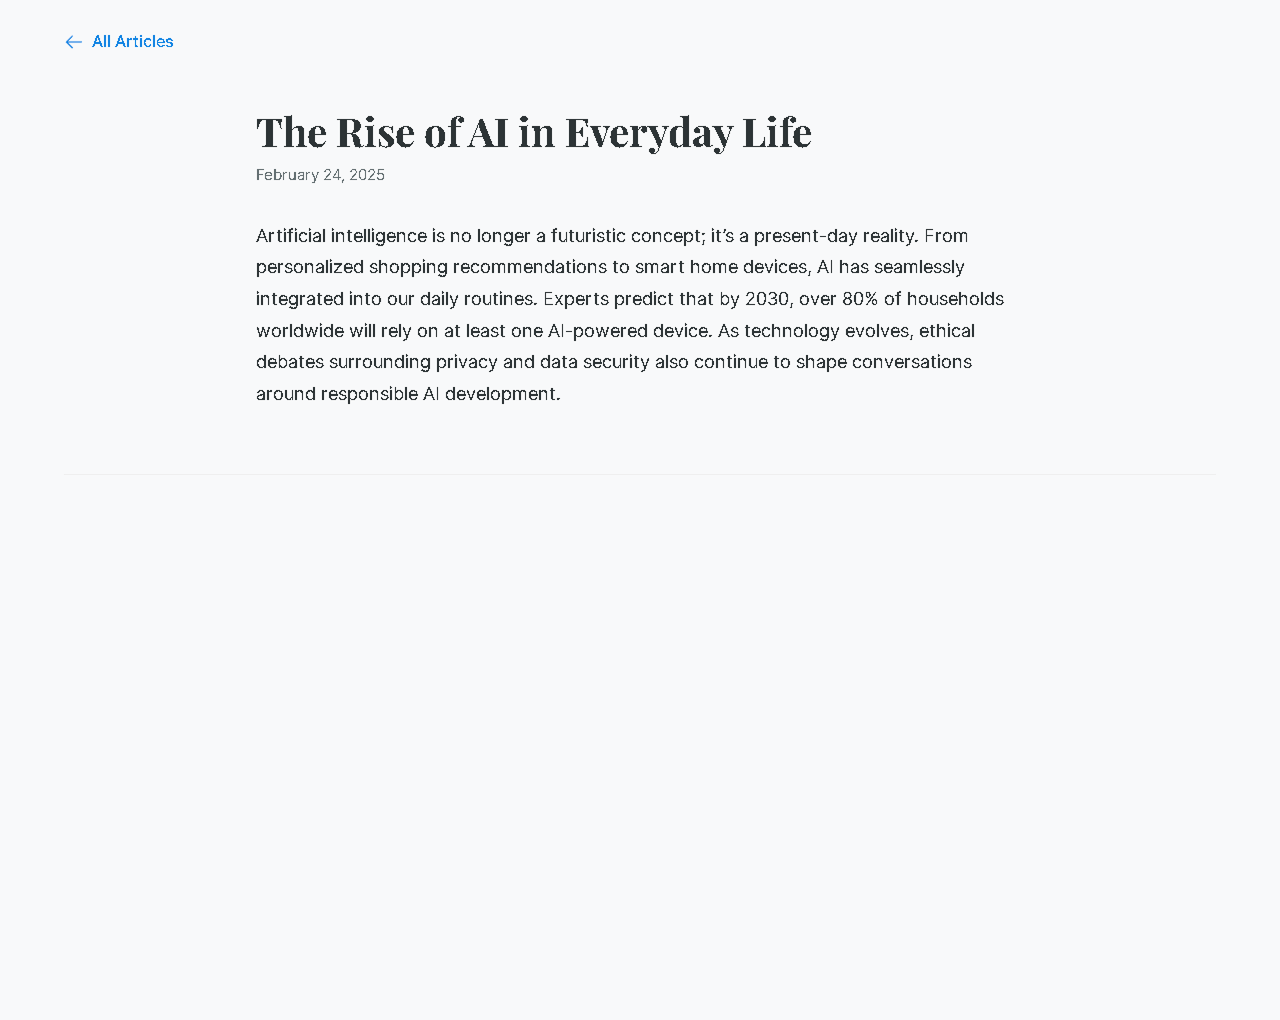 All Articles
The Rise of AI in Everyday Life
February 24, 2025
Artificial intelligence is no longer a futuristic concept; it’s a present-day reality. From
personalized shopping recommendations to smart home devices, AI has seamlessly
integrated into our daily routines. Experts predict that by 2030, over 80% of households
worldwide will rely on at least one AI-powered device. As technology evolves, ethical
debates surrounding privacy and data security also continue to shape conversations
around responsible AI development.